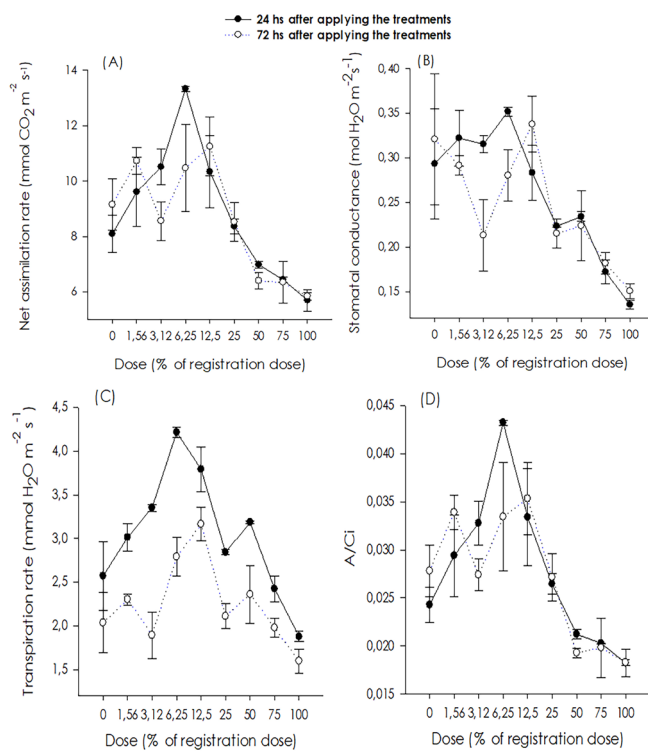 24 hs after applying the treatments
72 hs after applying the treatments
(A)
Net assimilation rate (mmol CO₂ m⁻² s⁻¹)
14
12
10
8
6
0 1,56 3,12 6,25 12,5 25 50 75 100
Dose (% of registration dose)
(B)
Stomatal conductance (mol H₂O m⁻²s⁻¹)
0,40
0,35
0,30
0,25
0,20
0,15
0 1,56 3,12 6,25 12,5 25 50 75 100
Dose (% of registration dose)
(C)
Transpiration rate (mmol H₂O m⁻² s⁻¹)
4,5
4,0
3,5
3,0
2,5
2,0
1,5
0 1,56 3,12 6,25 12,5 25 50 75 100
Dose (% of registration dose)
(D)
A/Ci
0,045
0,040
0,035
0,030
0,025
0,020
0,015
0 1,56 3,12 6,25 12,5 25 50 75 100
Dose (% of registration dose)